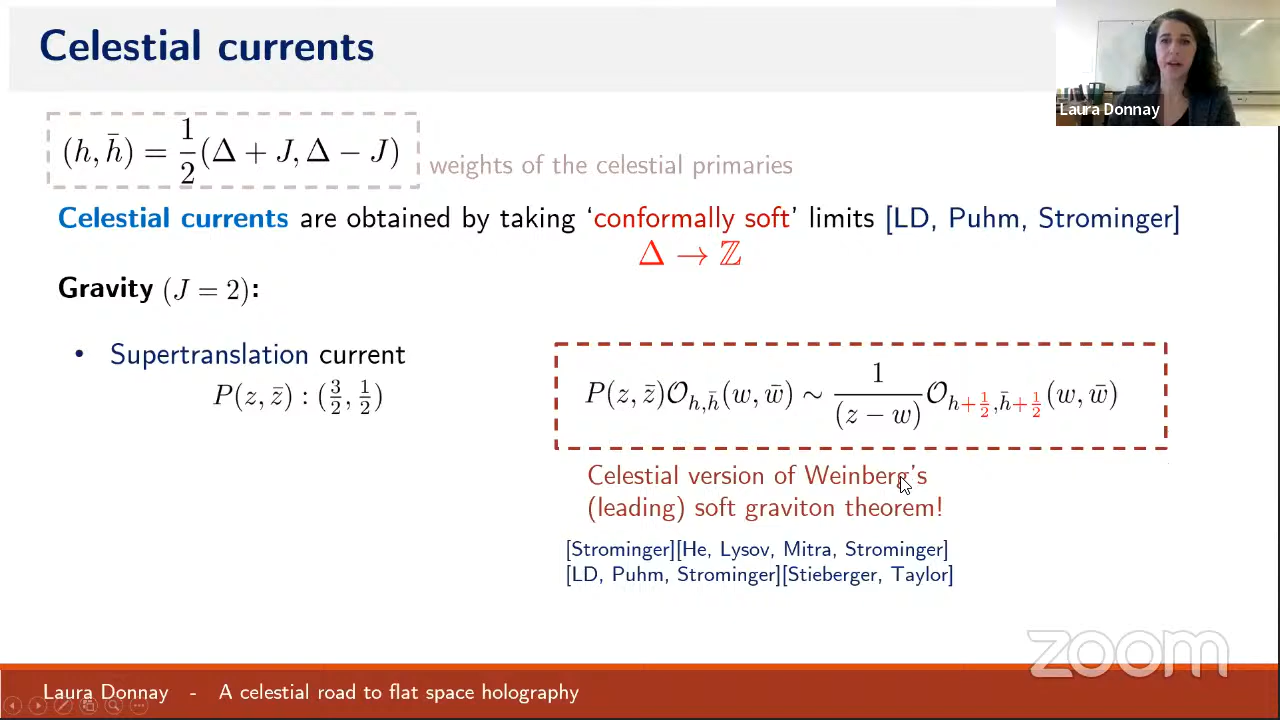 Celestial currents
Laura Donnay
(h, h̄) = 1/2 (Δ + J, Δ − J)
weights of the celestial primaries
Celestial currents are obtained by taking ‘conformally soft’ limits [LD, Puhm, Strominger]
Δ → ℤ
Gravity (J = 2):
• Supertranslation current
P(z, z̄) : (3/2, 1/2)
P(z, z̄)𝒪_{h,h̄}(w, w̄) ∼ 1/(z − w) 𝒪_{h+1/2,h̄+1/2}(w, w̄)
Celestial version of Weinberg's
(leading) soft graviton theorem!
[Strominger][He, Lysov, Mitra, Strominger]
[LD, Puhm, Strominger][Stieberger, Taylor]
zoom
Laura Donnay - A celestial road to flat space holography